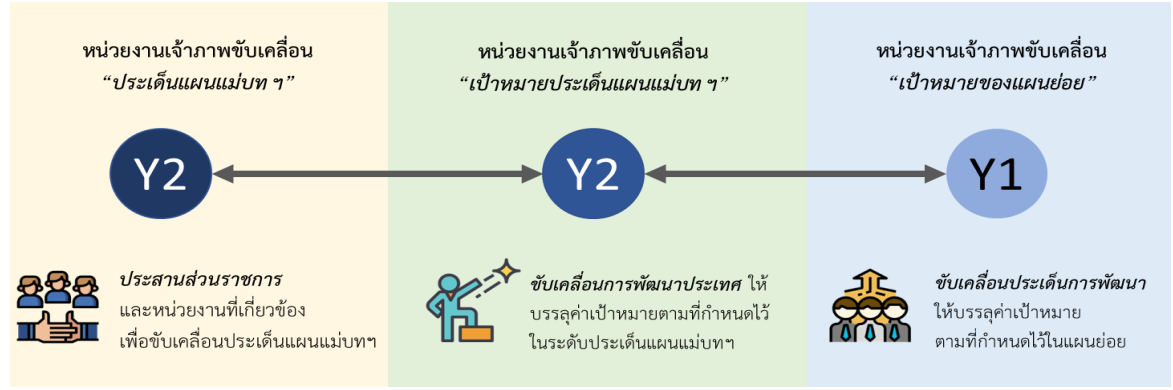 หน่วยงานเจ้าภาพขับเคลื่อน
“ประเด็นแผนแม่บท ฯ”
Y2
ประสานส่วนราชการ
และหน่วยงานที่เกี่ยวข้อง
เพื่อขับเคลื่อนประเด็นแผนแม่บทฯ
หน่วยงานเจ้าภาพขับเคลื่อน
“เป้าหมายประเด็นแผนแม่บท ฯ”
Y2
ขับเคลื่อนการพัฒนาประเทศ ให้
บรรลุค่าเป้าหมายตามที่กำหนดไว้
ในระดับประเด็นแผนแม่บทฯ
หน่วยงานเจ้าภาพขับเคลื่อน
“เป้าหมายของแผนย่อย”
Y1
ขับเคลื่อนประเด็นการพัฒนา
ให้บรรลุค่าเป้าหมาย
ตามที่กำหนดไว้ในแผนย่อย